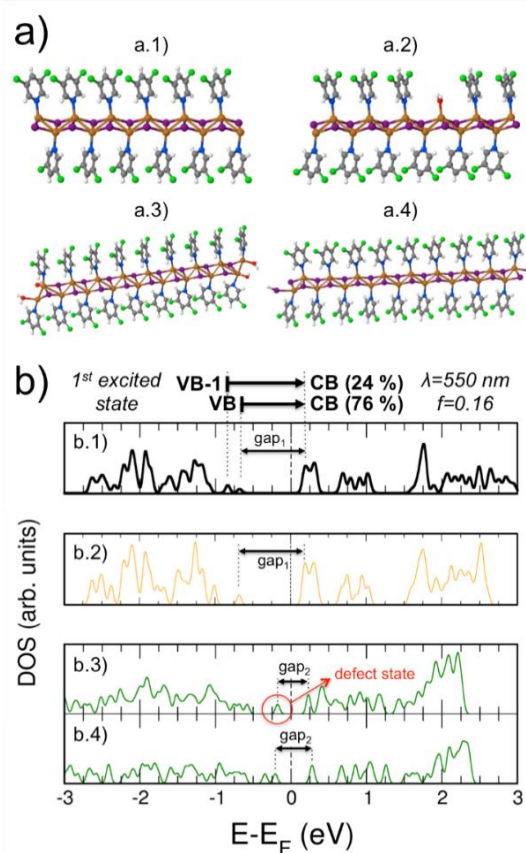 a)
a.1)
a.2)
a.3)
a.4)
b)
1st excited state
VB-1
CB (24 %)
VB
CB (76 %)
λ=550 nm
f=0.16
gap1
b.1)
b.2)
gap1
b.3)
gap2
defect state
b.4)
gap2
DOS (arb. units)
-3
-2
-1
0
1
2
3
E-EF (eV)